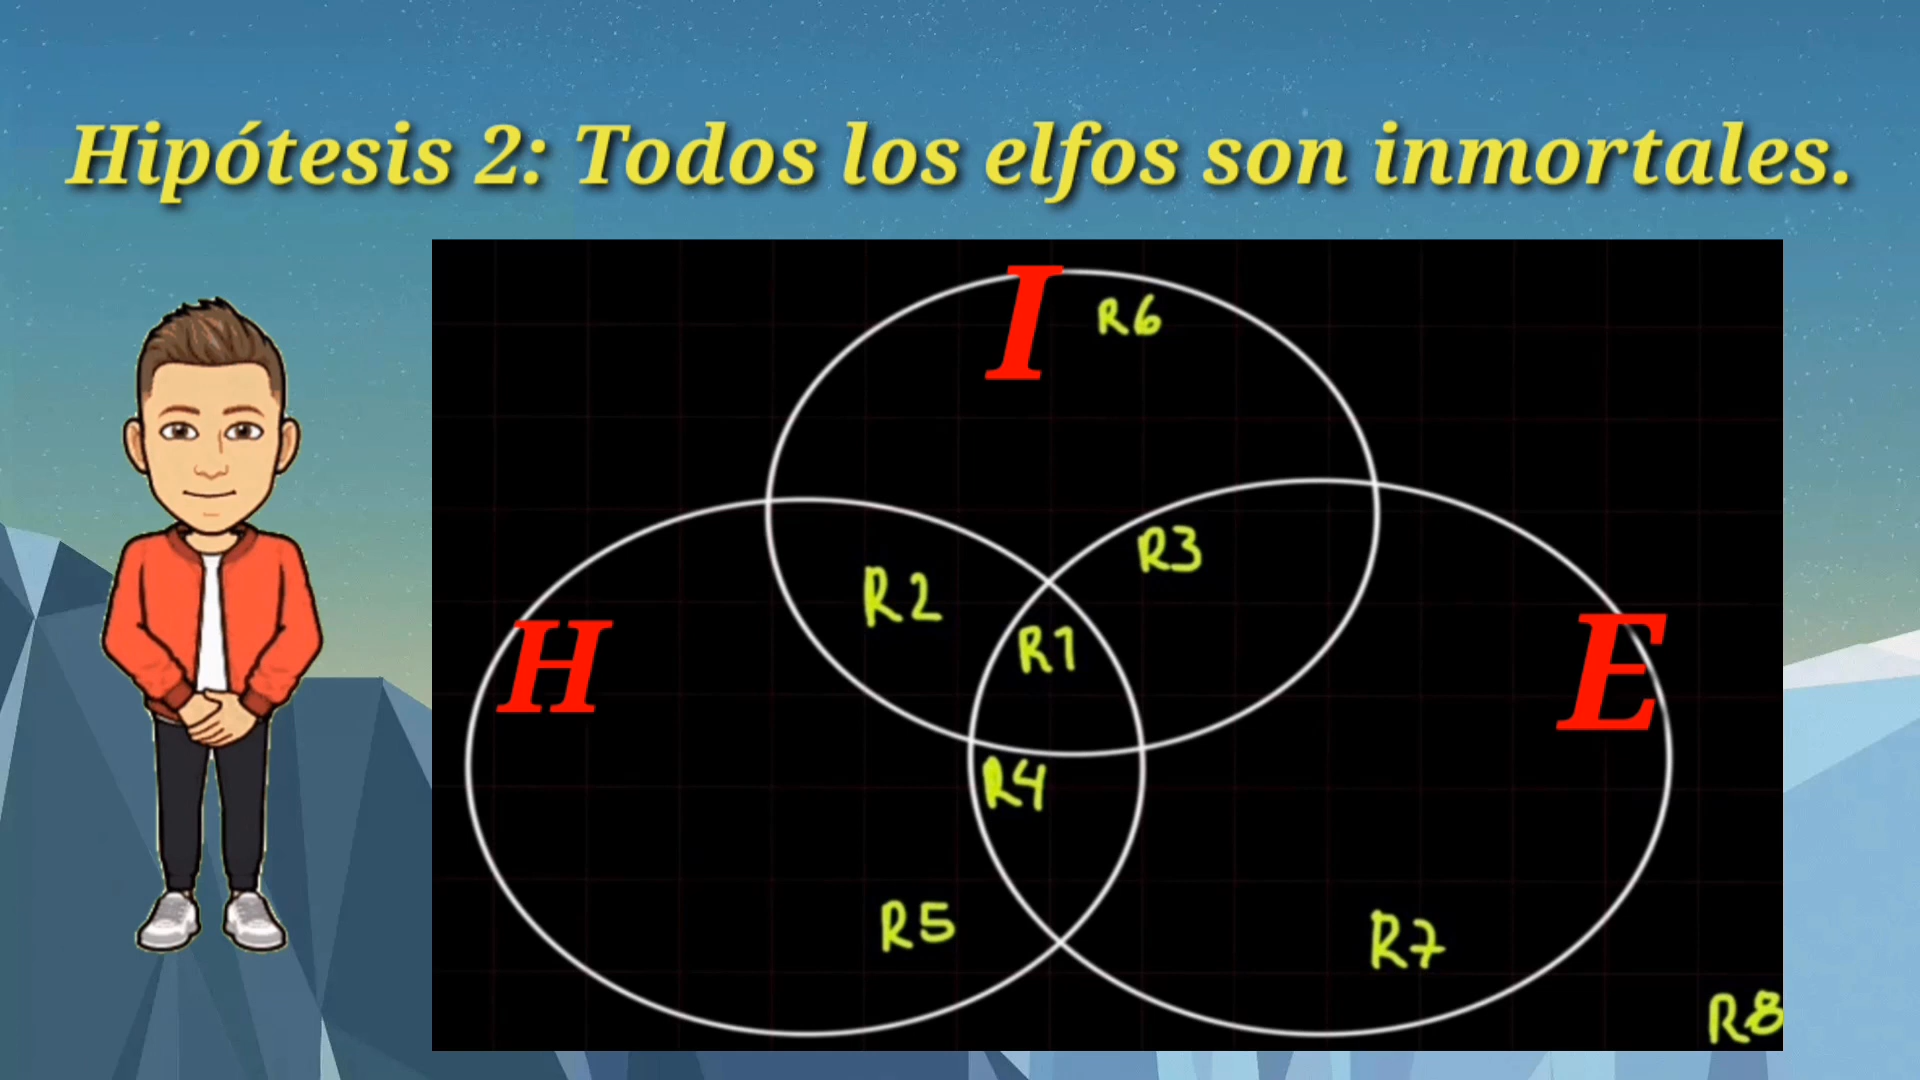 Hipótesis 2: Todos los elfos son inmortales.
I
R6
R3
R2
H
R1
E
R4
R5
R7
R8